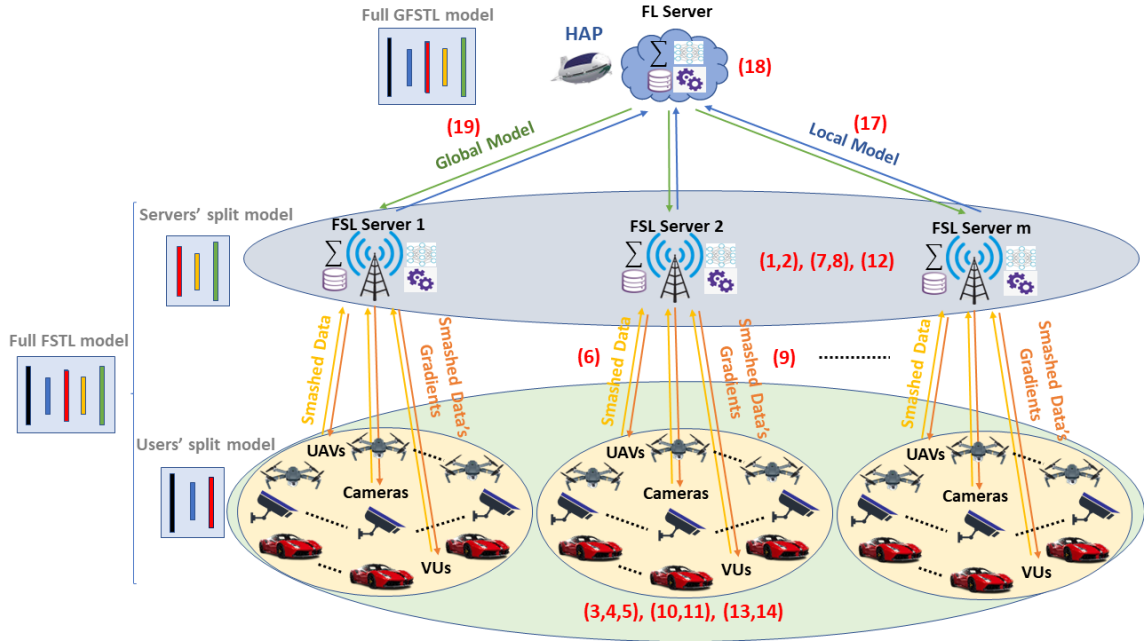 Full GFSTL model
FL Server
HAP
∑
(18)
(19)
Global Model
(17)
Local Model
Servers' split model
FSL Server 1
FSL Server 2
FSL Server m
∑
∑
∑
(1,2), (7,8), (12)
Full FSTL model
Smashed Data
Smashed Data's
Gradients
(6)
Smashed Data
Smashed Data's
Gradients
(9)
Smashed Data
Smashed Data's
Gradients
Users' split model
UAVs
Cameras
VUs
UAVs
Cameras
VUs
UAVs
Cameras
VUs
(3,4,5), (10,11), (13,14)